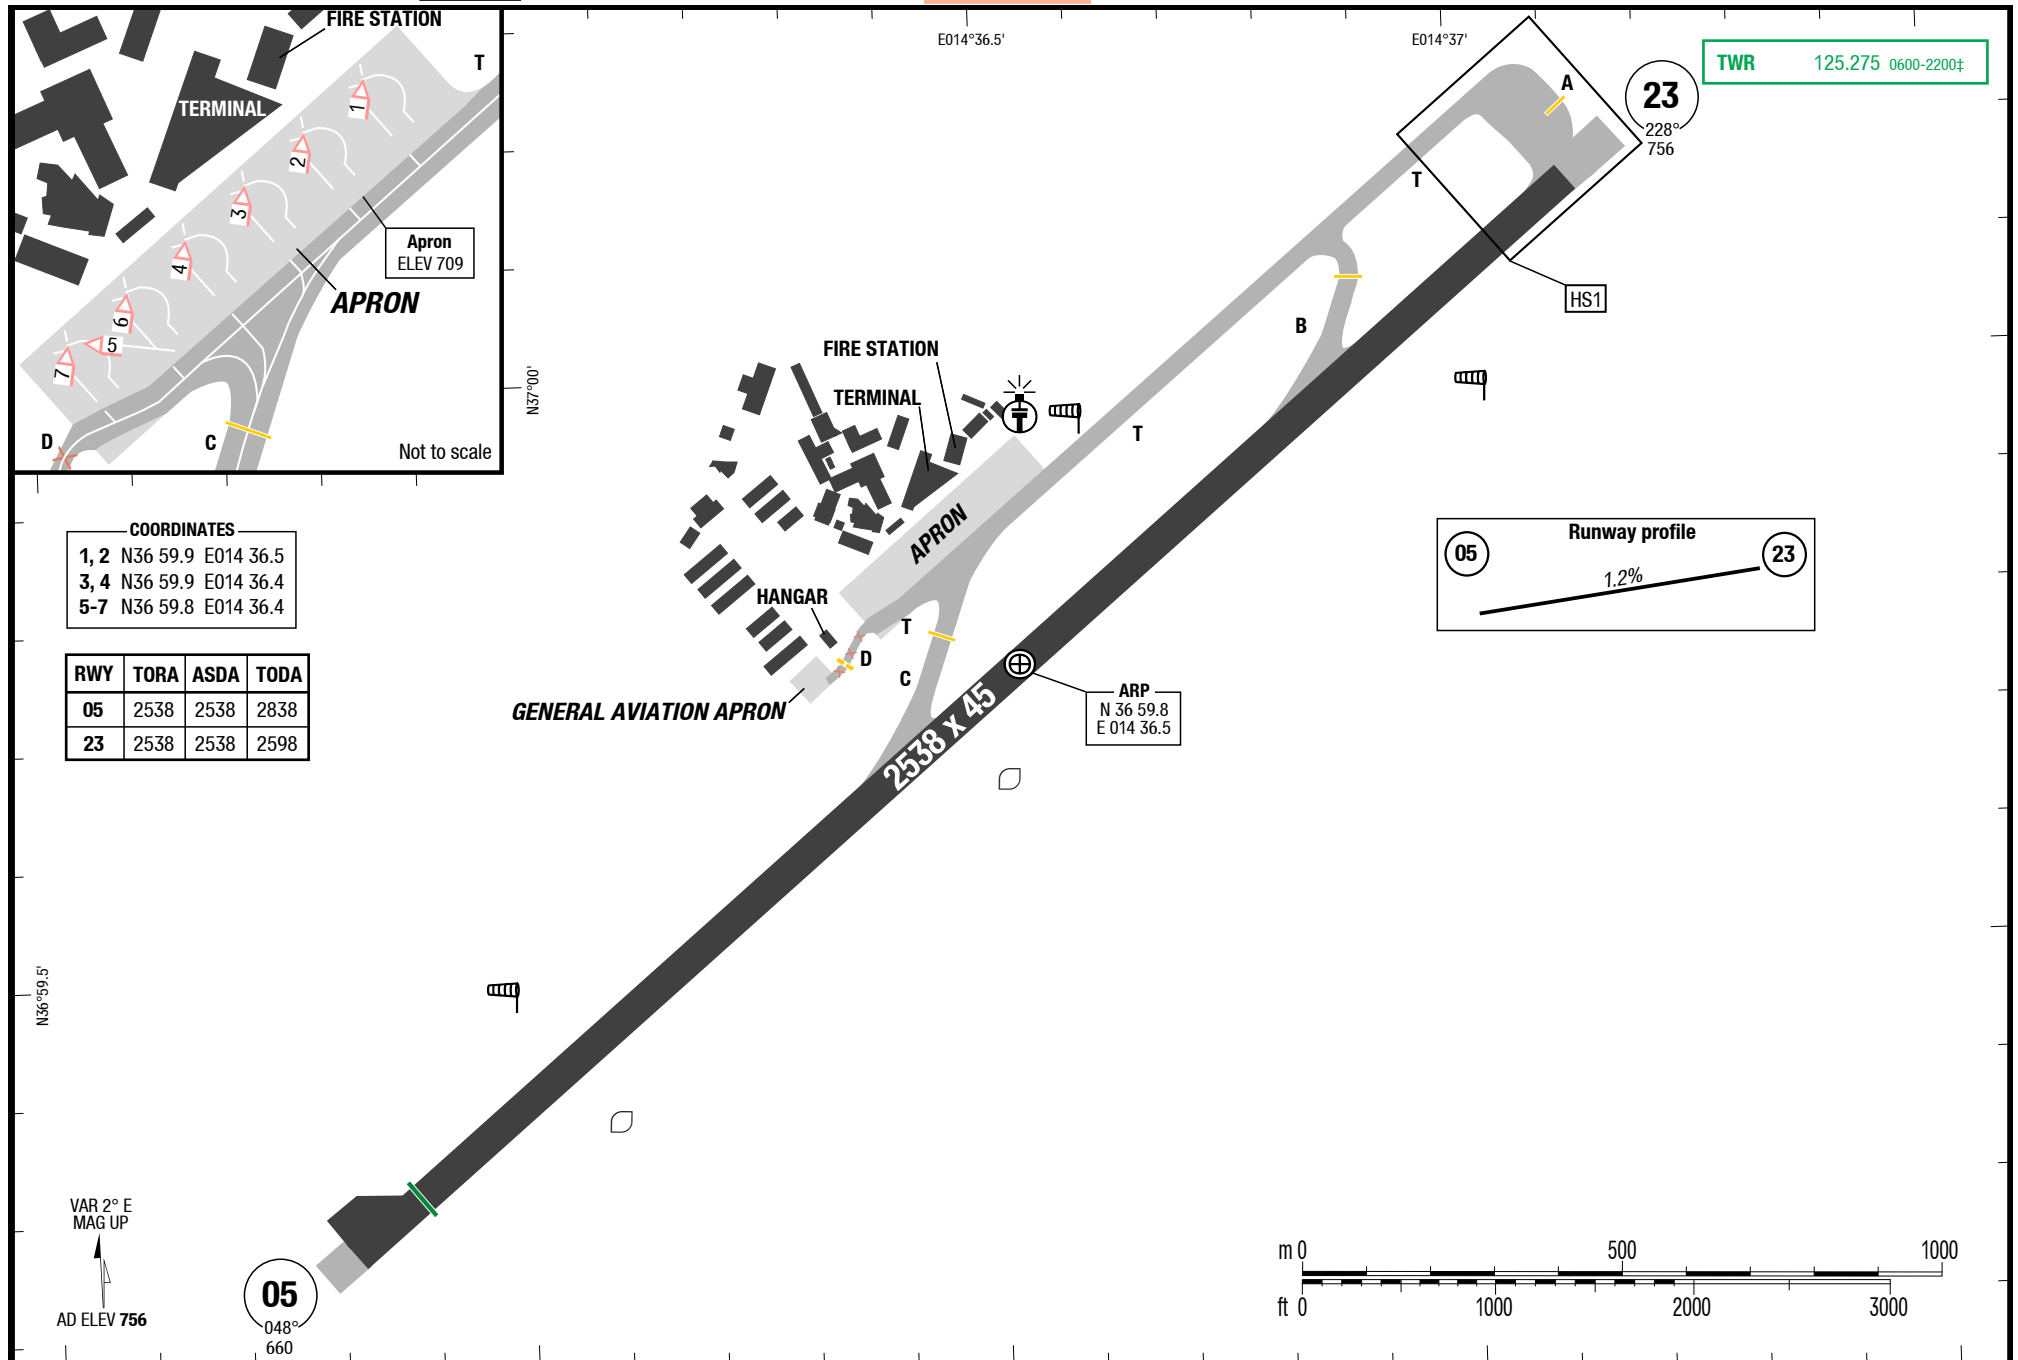 FIRE STATION
T
TERMINAL
1
2
3
4
6
5
7
Apron
ELEV 709
APRON
D
C
Not to scale
E014°36.5'
E014°37'
TWR 125.275 0600-2200‡
A
23
228°
756
T
HS1
B
N37°00'
FIRE STATION
TERMINAL
T
APRON
HANGAR
T
D
C
GENERAL AVIATION APRON
2538 x 45
ARP
N 36 59.8
E 014 36.5
Runway profile
05
23
1.2%
COORDINATES
1, 2 N36 59.9 E014 36.5
3, 4 N36 59.9 E014 36.4
5-7 N36 59.8 E014 36.4
RWY TORA ASDA TODA
05 2538 2538 2838
23 2538 2538 2598
N36°59.5'
VAR 2° E
MAG UP
AD ELEV 756
05
048°
660
m 0 500 1000
ft 0 1000 2000 3000